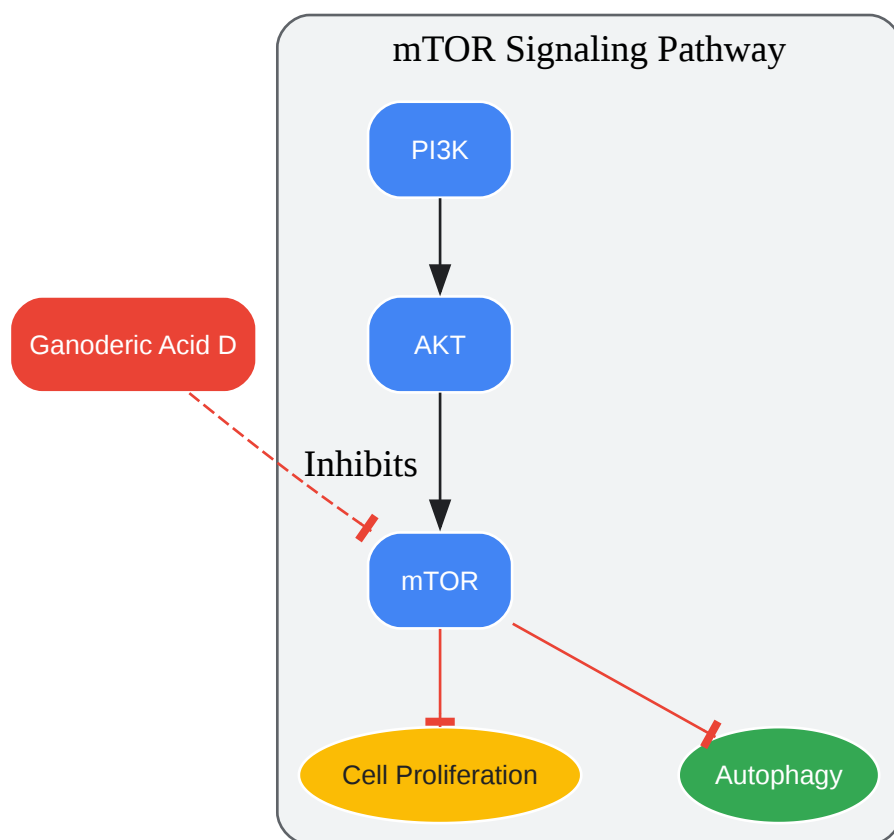 mTOR Signaling Pathway
PI3K
Ganoderic Acid D
AKT
Inhibits
mTOR
Cell Proliferation
Autophagy